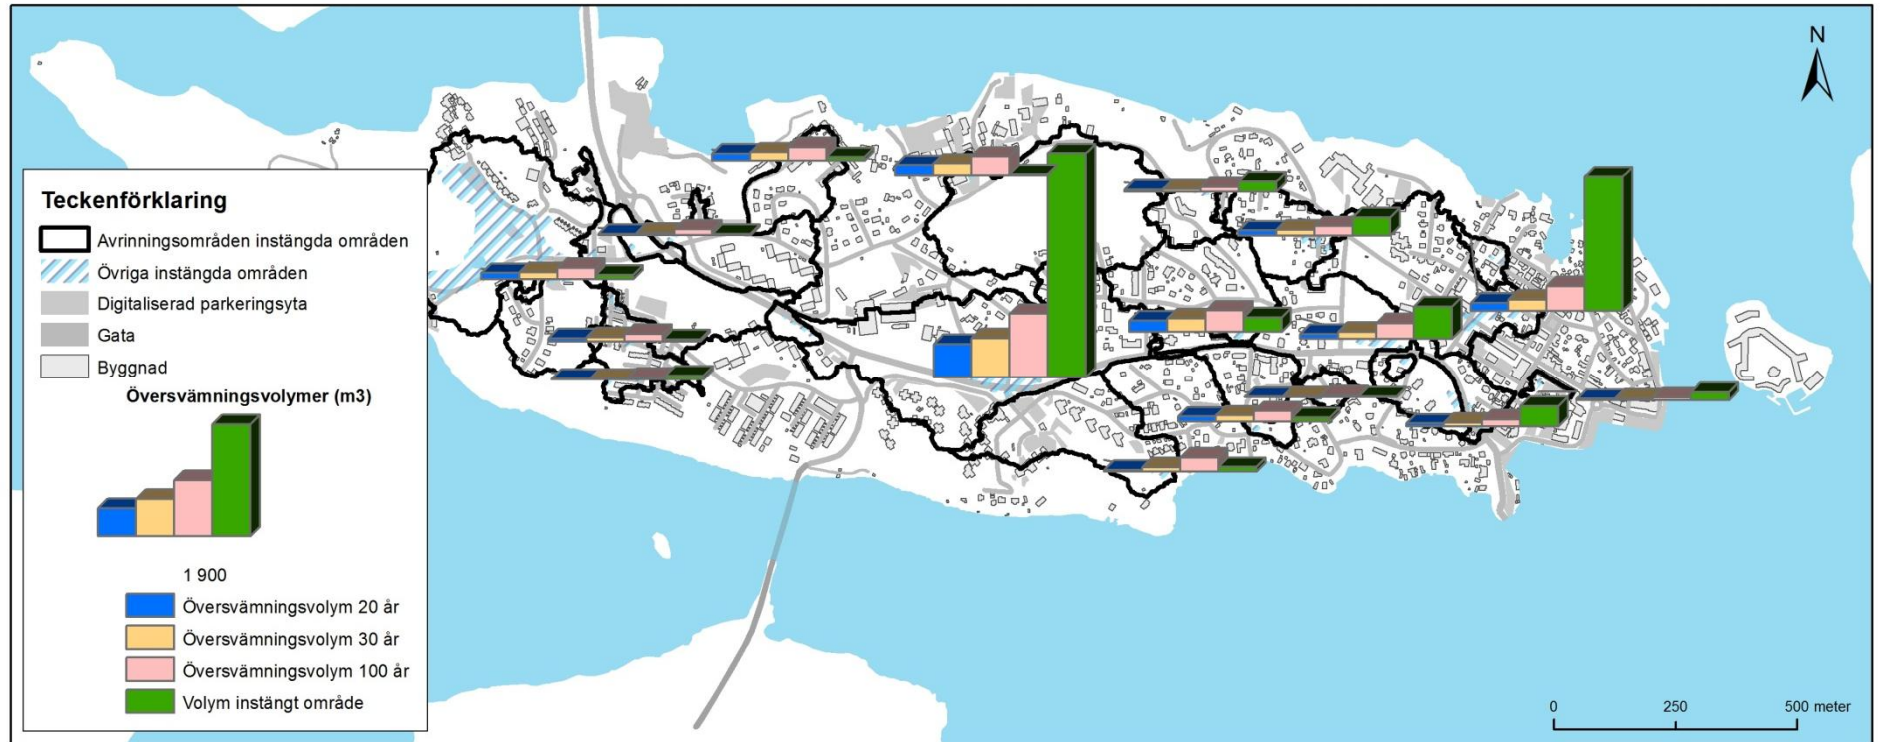 N
Teckenförklaring
Avrinningsområden instängda områden
Övriga instängda områden
Digitaliserad parkeringsyta
Gata
Byggnad
Översvämningsvolymer (m3)
1 900
Översvämningsvolym 20 år
Översvämningsvolym 30 år
Översvämningsvolym 100 år
Volym instängt område
0 250 500 meter